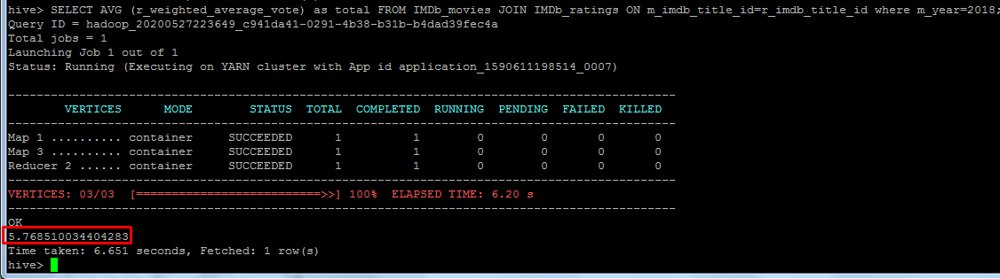 hive> SELECT AVG (r_weighted_average_vote) as total FROM IMDb_movies JOIN IMDb_ratings ON m_imdb_title_id=r_imdb_title_id where m_year=2018;
Query ID = hadoop_20200527223649_c941da41-0291-4b38-b31b-b4dad39fec4a
Total jobs = 1
Launching Job 1 out of 1
Status: Running (Executing on YARN cluster with App id application_1590611198514_0007)
----------------------------------------------------------------------------------------------
VERTICES MODE STATUS TOTAL COMPLETED RUNNING PENDING FAILED KILLED
----------------------------------------------------------------------------------------------
Map 1 .......... container SUCCEEDED 1 1 0 0 0 0
Map 3 .......... container SUCCEEDED 1 1 0 0 0 0
Reducer 2 ...... container SUCCEEDED 1 1 0 0 0 0
----------------------------------------------------------------------------------------------
VERTICES: 03/03 [==========================>>] 100% ELAPSED TIME: 6.20 s
----------------------------------------------------------------------------------------------
OK
5.768510034404283
Time taken: 6.651 seconds, Fetched: 1 row(s)
hive>